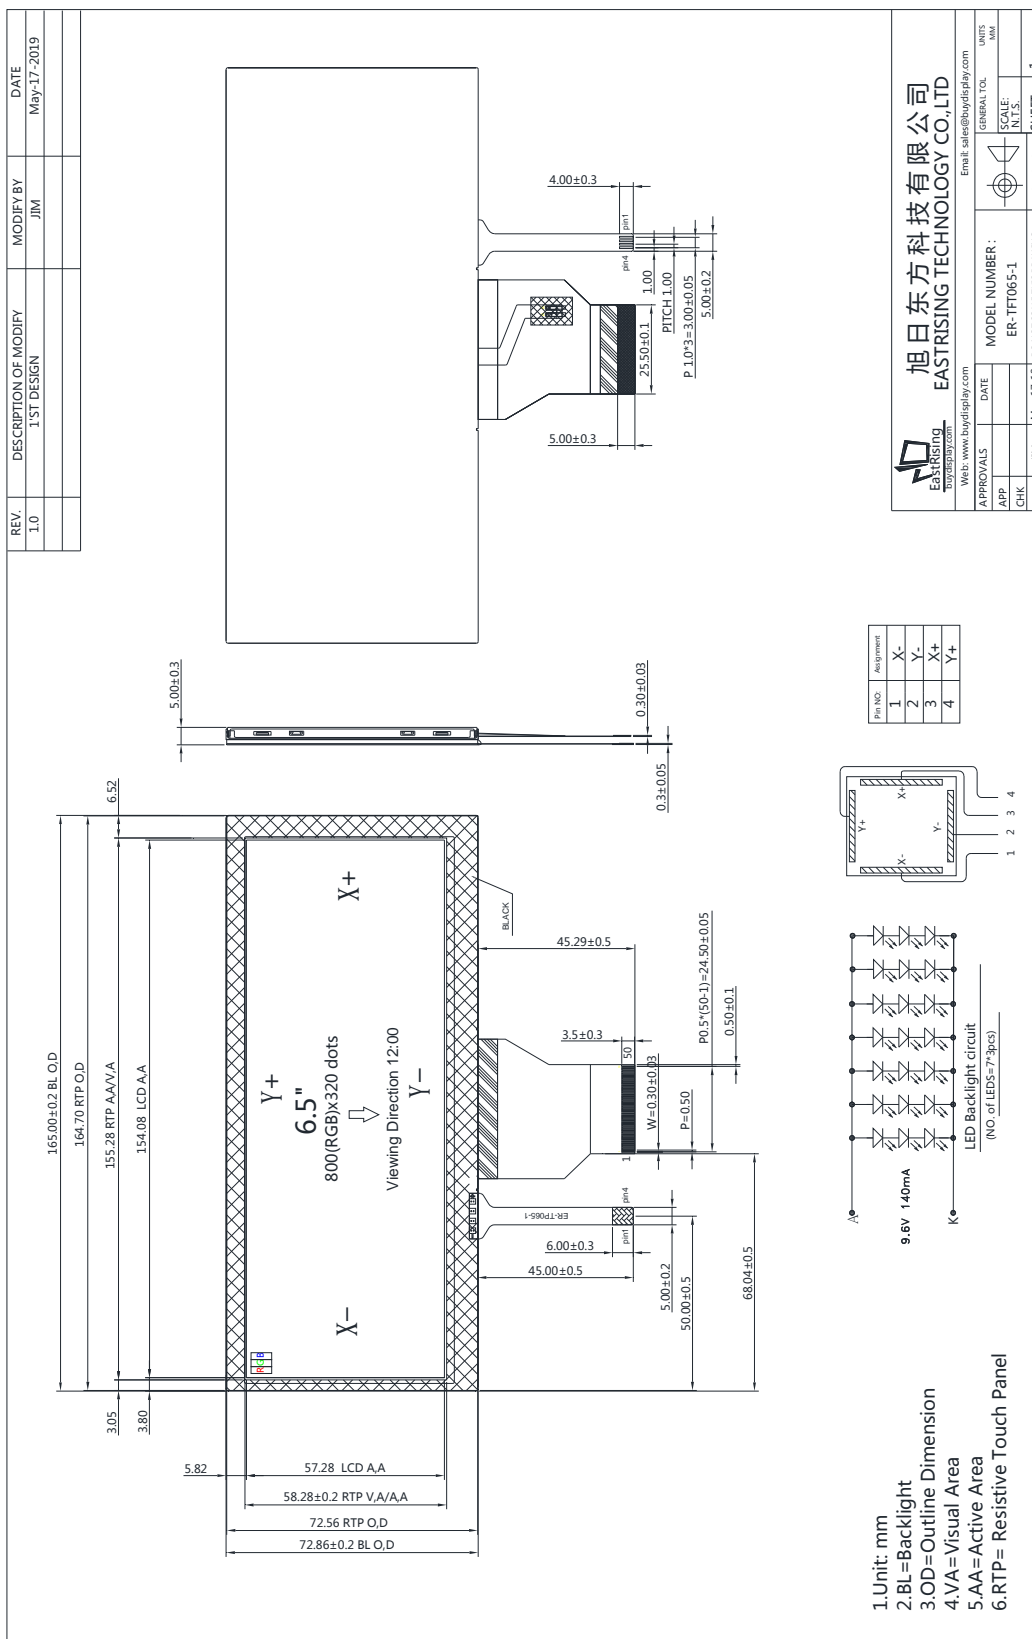 REV.
DESCRIPTION OF MODIFY
MODIFY BY
DATE
1.0
1'ST DESIGN
JIM
May-17-2019
165.00±0.2 BL O,D
164.70 RTP O,D
155.28 RTP A,A/V,A
154.08 LCD A,A
3.05
3.80
6.52
5.82
57.28 LCD A,A
58.28±0.2 RTP V,A/A,A
72.56 RTP O,D
72.86±0.2 BL O,D
RGB
Y+
6.5"
800(RGB)x320 dots
Viewing Direction 12:00
X-
X+
Y-
BLACK
ER-TP065-1
pin1
pin4
6.00±0.3
45.00±0.5
5.00±0.2
50.00±0.5
68.04±0.5
1
50
3.5±0.3
45.29±0.5
W=0.30±0.03
P=0.50
P0.5*(50-1)=24.50±0.05
0.50±0.1
5.00±0.3
0.3±0.05
0.30±0.03
5.00±0.3
25.50±0.1
4.00±0.3
pin4
pin1
1.00
PITCH 1.00
P 1.0*3=3.00±0.05
5.00±0.2
1.Unit: mm
2.BL=Backlight
3.OD=Outline Dimension
4.VA=Visual Area
5.AA=Active Area
6.RTP= Resistive Touch Panel
A
K
9.6V 140mA
LED Backlight circuit
(NO. of LEDS=7*3pcs)
Y+
X-
X+
Y-
1
2
3
4
Pin NO:
Assignment
1 X-
2 Y-
3 X+
4 Y+
EastRising
buydisplay.com
旭日东方科技有限公司
EASTRISING TECHNOLOGY CO.,LTD
Web: www.buydisplay.com
Email: sales@buydisplay.com
APPROVALS
DATE
APP
CHK
MODEL NUMBER :
ER-TFT065-1
GENERAL TOL
UNITS
MM
SCALE:
N.T.S.